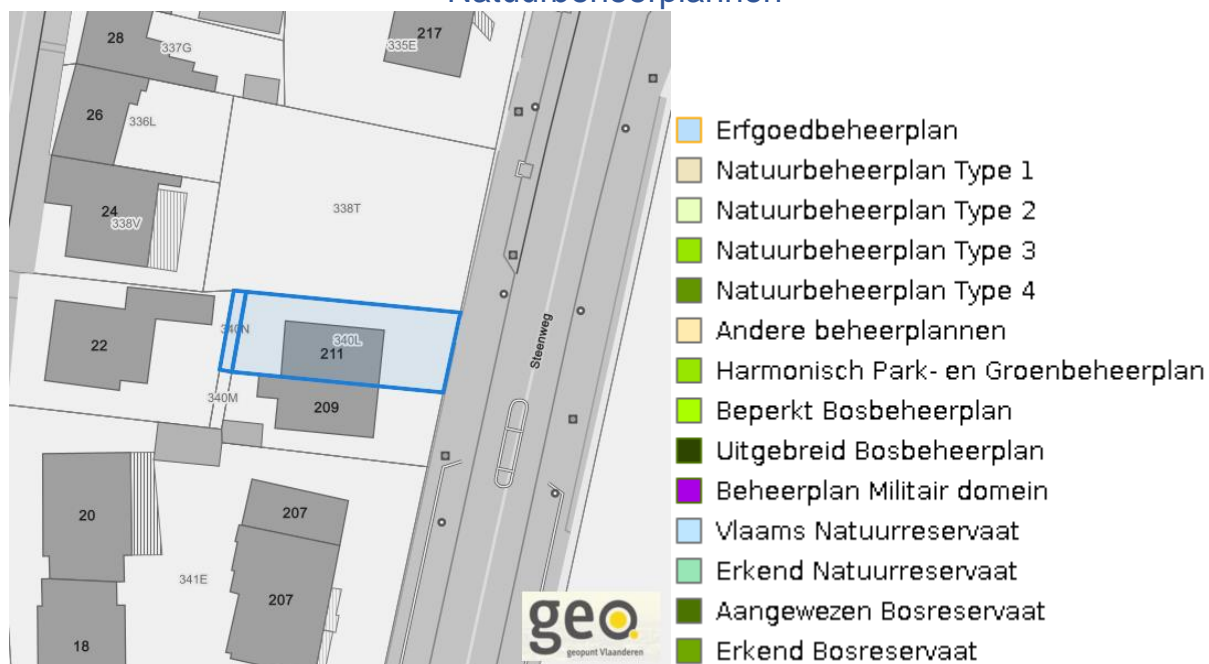 Natuurbeheerplannen
28
337G
335E
217
26
336L
24
338V
338T
22
340N
340L
211
340M
209
Steenweg
20
207
341E
207
18
geo.
geopunt Vlaanderen
Erfgoedbeheerplan
Natuurbeheerplan Type 1
Natuurbeheerplan Type 2
Natuurbeheerplan Type 3
Natuurbeheerplan Type 4
Andere beheerplannen
Harmonisch Park- en Groenbeheerplan
Beperkt Bosbeheerplan
Uitgebreid Bosbeheerplan
Beheerplan Militair domein
Vlaams Natuurreservaat
Erkend Natuurreservaat
Aangewezen Bosreservaat
Erkend Bosreservaat